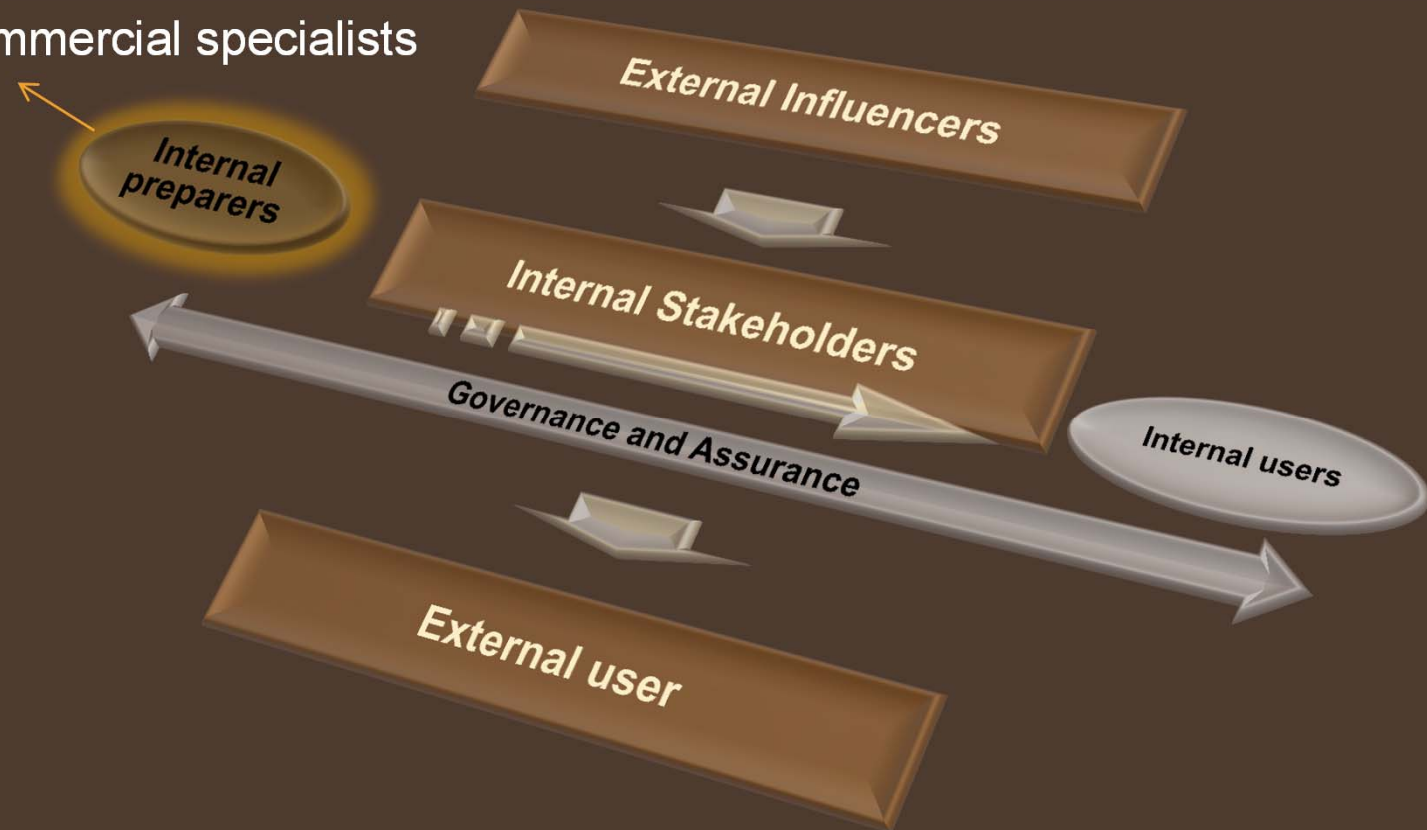 mmercial specialists
External Influencers
Internal
preparers
Internal Stakeholders
Governance and Assurance
Internal users
External user